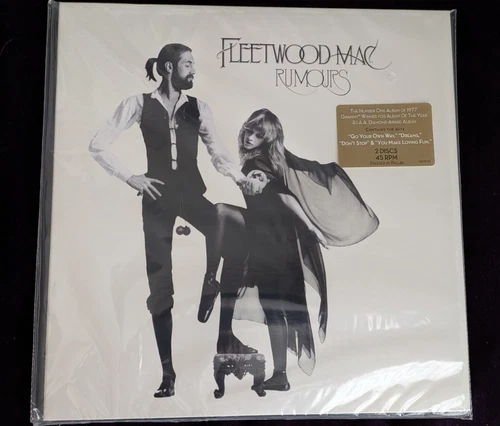 FLEETWOOD MAC
RUMOURS
THE NUMBER ONE ALBUM OF 1977
GRAMMY® WINNER FOR ALBUM OF THE YEAR
R.I.A.A. DIAMOND AWARD ALBUM
CONTAINS THE HITS
"GO YOUR OWN WAY," "DREAMS,"
"DON'T STOP" & "YOU MAKE LOVING FUN."
2 DISCS
45 RPM